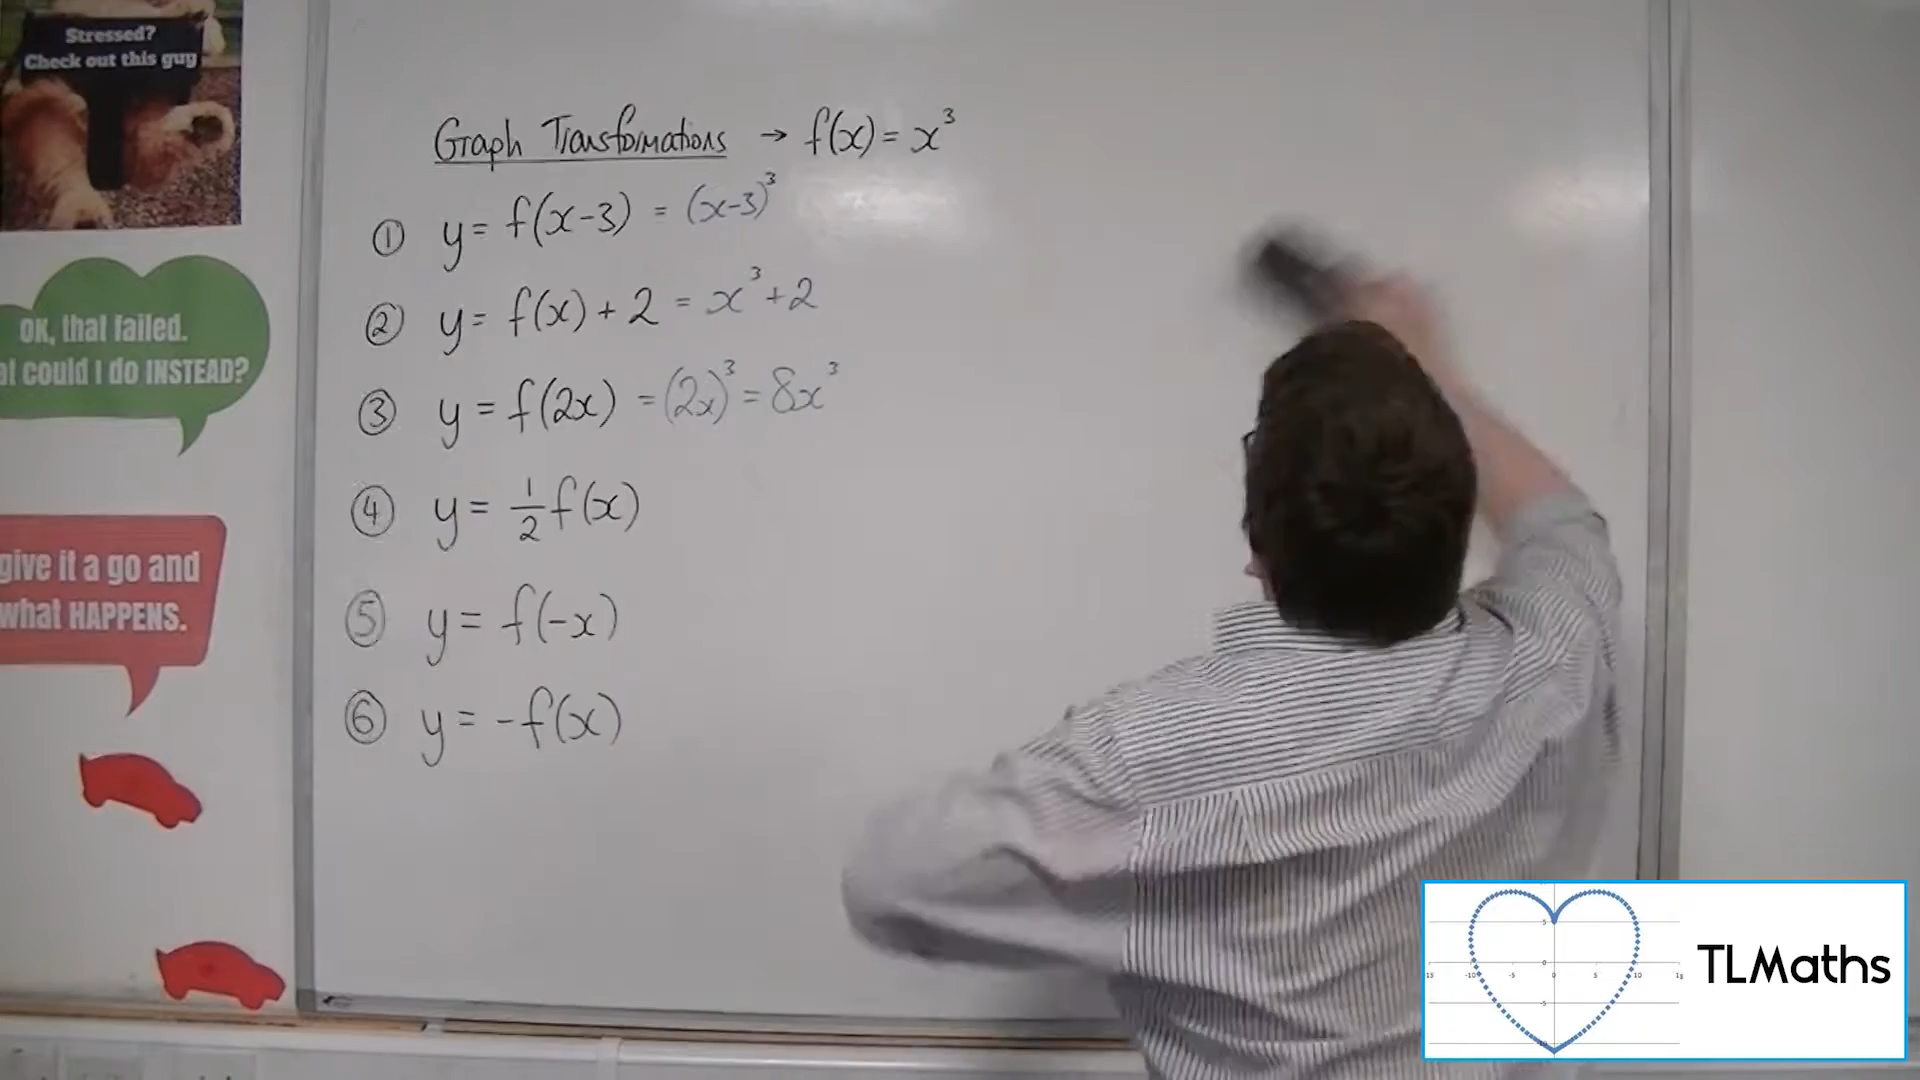 Stressed?
Check out this guy
Graph Transformations → f(x) = x³
① y = f(x-3) = (x-3)³
② y = f(x) + 2 = x³ + 2
③ y = f(2x) = (2x)³ = 8x³
④ y = 1/2 f(x)
⑤ y = f(-x)
⑥ y = -f(x)
OK, that failed.
at could I do INSTEAD?
give it a go and
what HAPPENS.
TLMaths